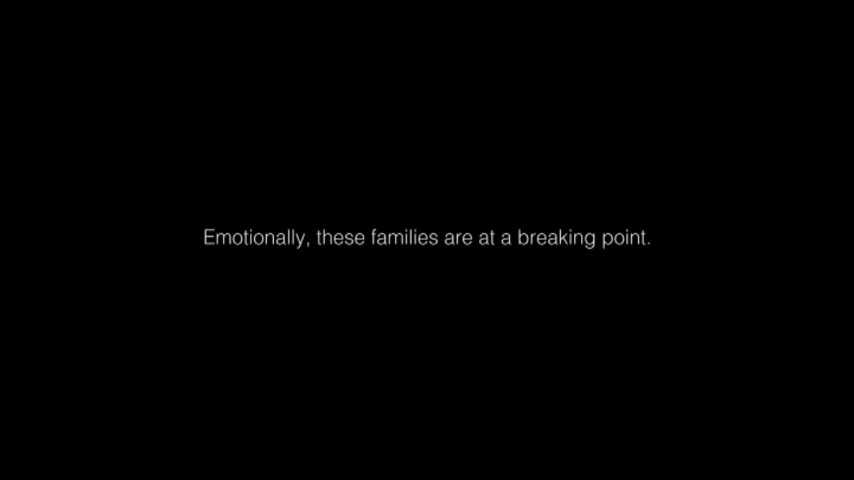 Emotionally, these families are at a breaking point.